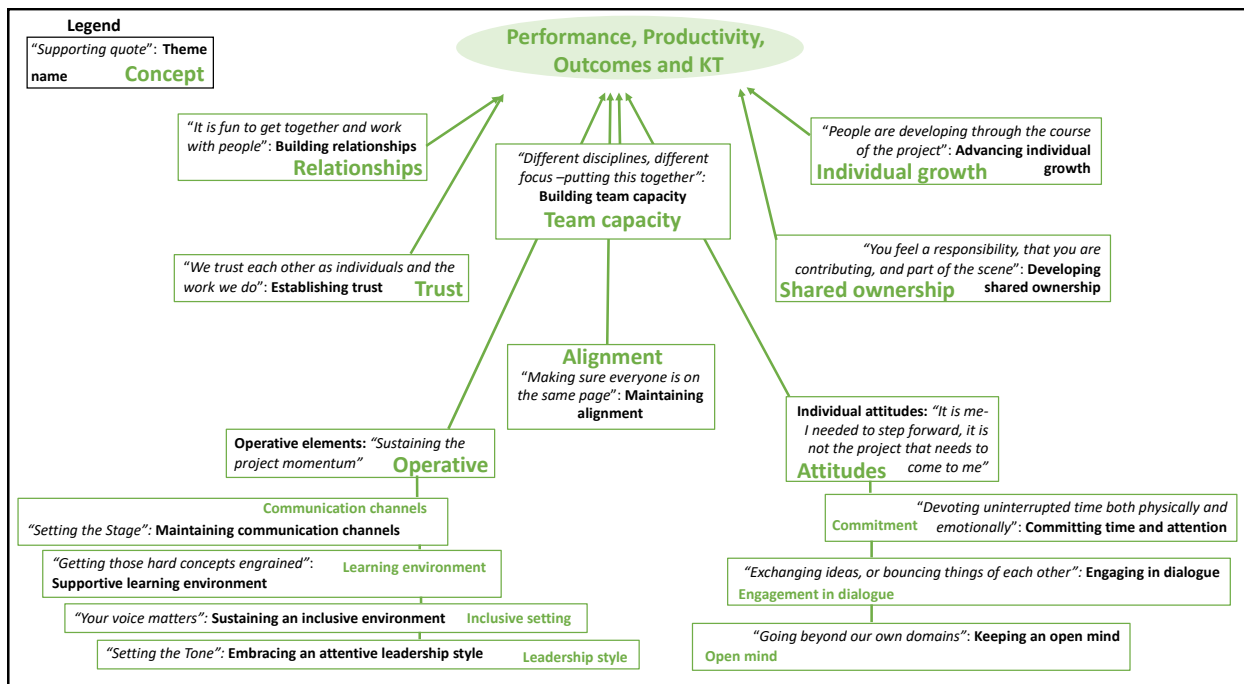 Legend
“Supporting quote”: Theme
name Concept
Performance, Productivity,
Outcomes and KT
“It is fun to get together and work
with people”: Building relationships
Relationships
“Different disciplines, different
focus –putting this together”:
Building team capacity
Team capacity
“People are developing through the course
of the project”: Advancing individual
Individual growth growth
“We trust each other as individuals and the
work we do”: Establishing trust Trust
“You feel a responsibility, that you are
contributing, and part of the scene”: Developing
Shared ownership shared ownership
Alignment
“Making sure everyone is on
the same page”: Maintaining
alignment
Operative elements: “Sustaining the
project momentum” Operative
Individual attitudes: “It is me-
I needed to step forward, it is
not the project that needs to
come to me”
Attitudes
Communication channels
“Setting the Stage”: Maintaining communication channels
“Getting those hard concepts engrained”:
Supportive learning environment
Learning environment
“Your voice matters”: Sustaining an inclusive environment Inclusive setting
“Setting the Tone”: Embracing an attentive leadership style Leadership style
“Devoting uninterrupted time both physically and
Commitment emotionally”: Committing time and attention
“Exchanging ideas, or bouncing things of each other”: Engaging in dialogue
Engagement in dialogue
“Going beyond our own domains”: Keeping an open mind
Open mind